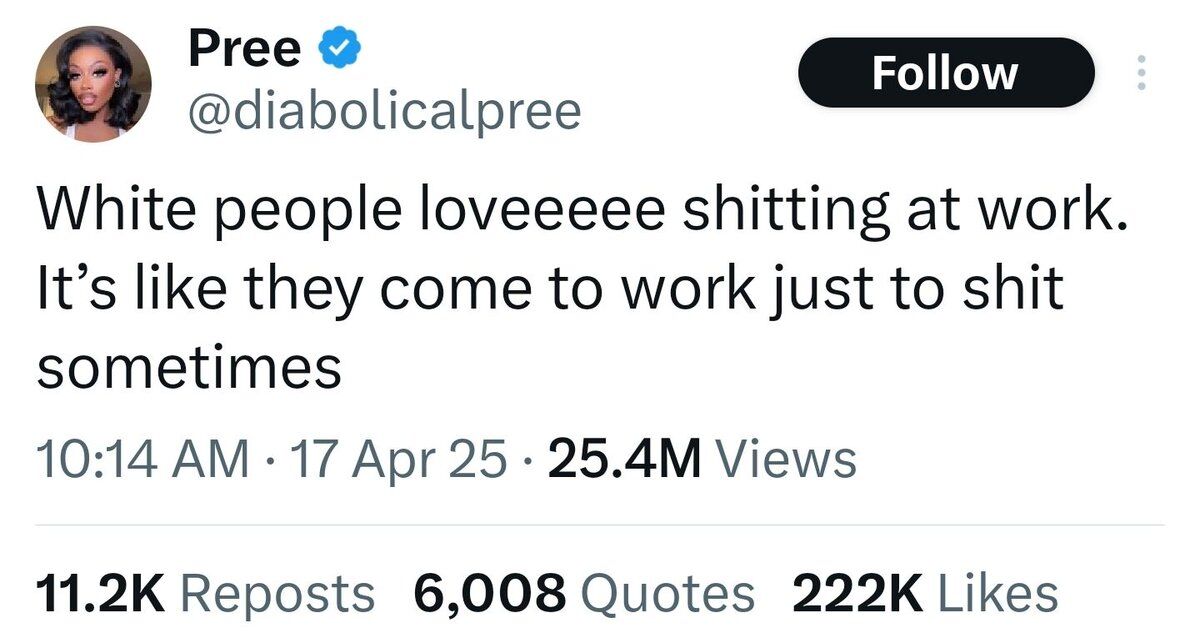 Pree
@diabolicalpree
Follow
White people loveeeee shitting at work.
It’s like they come to work just to shit
sometimes
10:14 AM · 17 Apr 25 · 25.4M Views
11.2K Reposts 6,008 Quotes 222K Likes